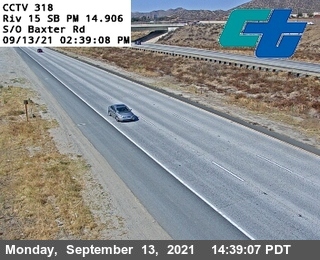 CCTV 318
Riv 15 SB PM 14.906
S/O Baxter Rd
09/13/21 02:39:08 PM
Monday, September 13, 2021 14:39:07 PDT